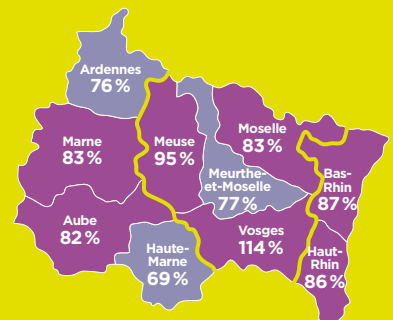 Ardennes
76 %
Marne
83 %
Meuse
95 %
Moselle
83 %
Meurthe-
et-Moselle
77 %
Bas-
Rhin
87 %
Aube
82 %
Haute-
Marne
69 %
Vosges
114 %
Haut-
Rhin
86 %